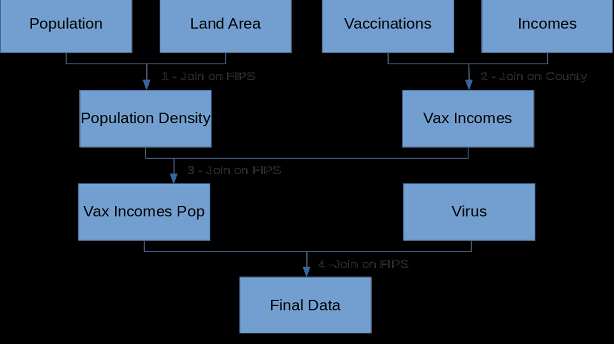 Population
Land Area
Vaccinations
Incomes
1 - Join on FIPS
2 - Join on County
Population Density
Vax Incomes
3 - Join on FIPS
Vax Incomes Pop
Virus
4 -Join on FIPS
Final Data